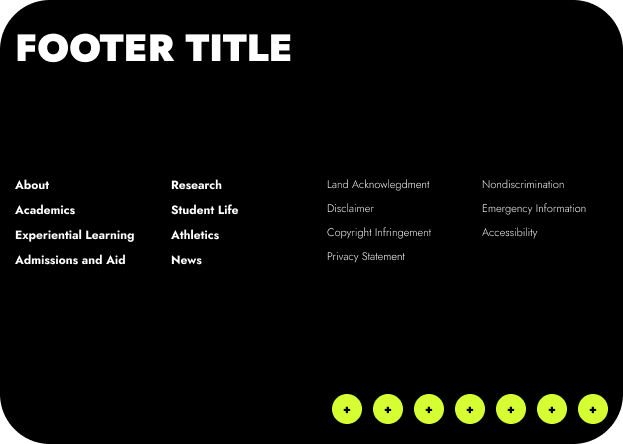 FOOTER TITLE
About
Academics
Experiential Learning
Admissions and Aid
Research
Student Life
Athletics
News
Land Acknowlegdment
Disclaimer
Copyright Infringement
Privacy Statement
Nondiscrimination
Emergency Information
Accessibility
+ + + + + + +